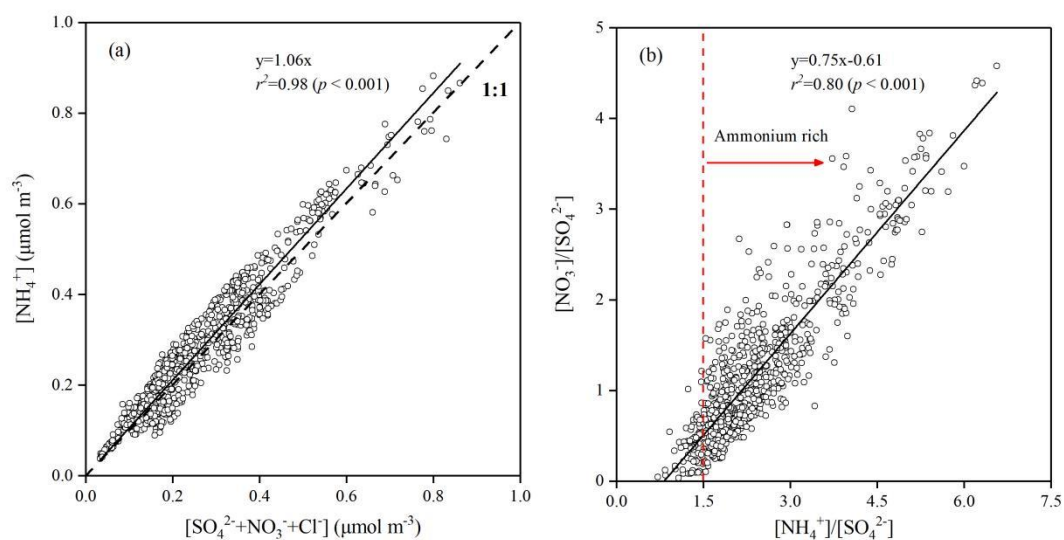 (a)
y=1.06x
r²=0.98 (p < 0.001)
1:1
1.0
0.8
0.6
0.4
0.2
0.0
[NH₄⁺] (μmol m⁻³)
0.0 0.2 0.4 0.6 0.8 1.0
[SO₄²⁻+NO₃⁻+Cl⁻] (μmol m⁻³)
(b)
y=0.75x-0.61
r²=0.80 (p < 0.001)
Ammonium rich
5
4
3
2
1
0
[NO₃⁻]/[SO₄²⁻]
0.0 1.5 3.0 4.5 6.0 7.5
[NH₄⁺]/[SO₄²⁻]